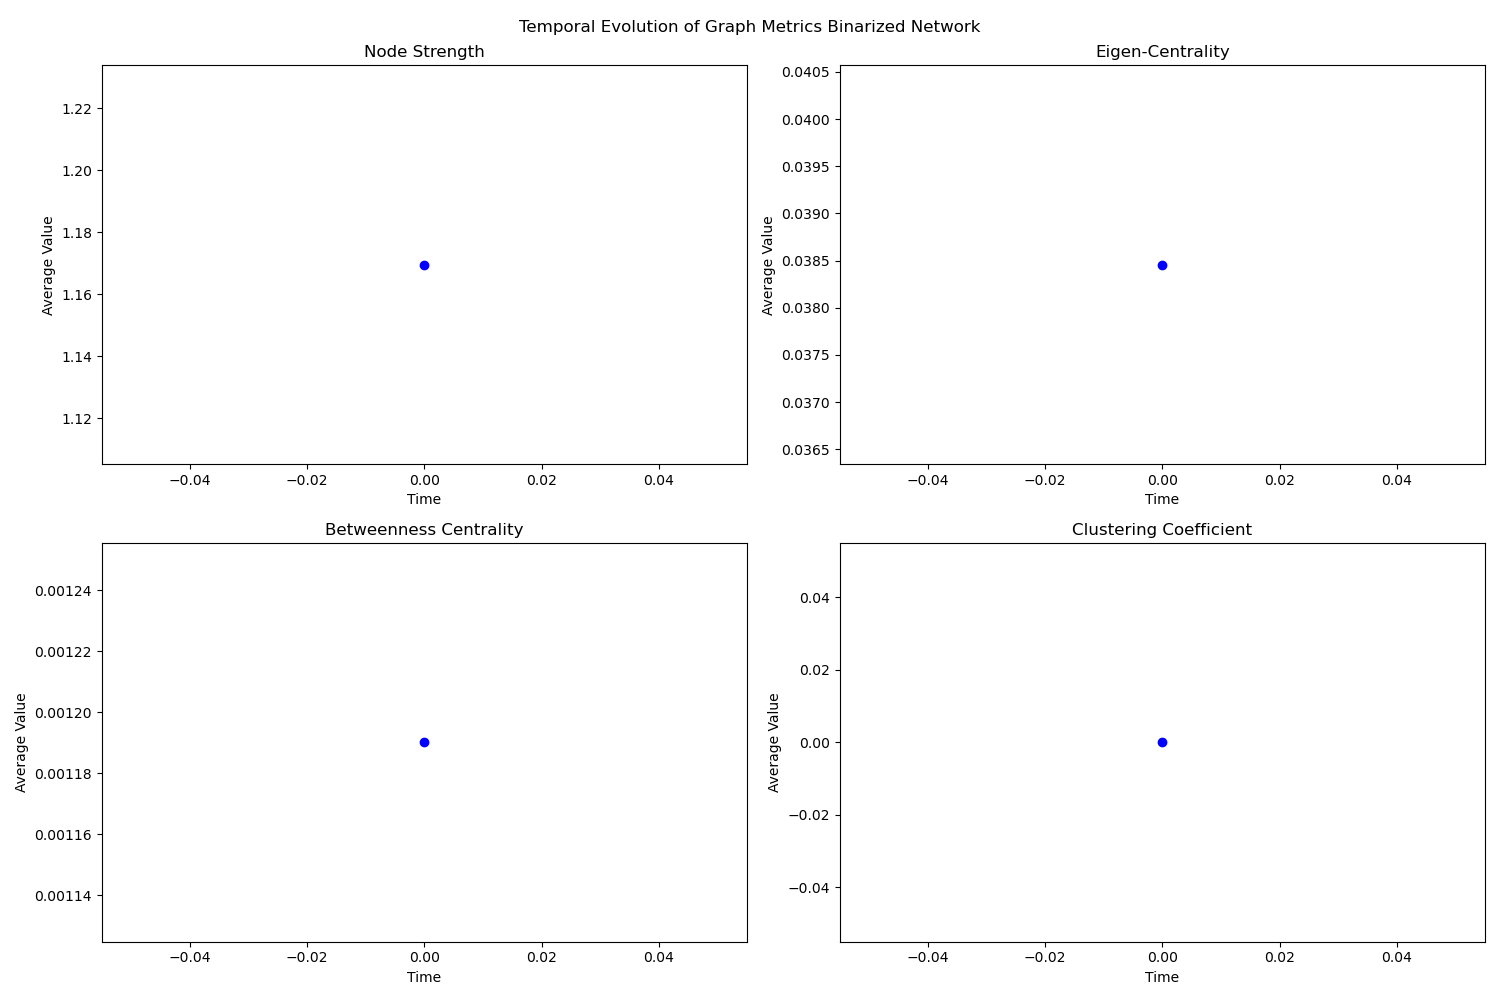 Temporal Evolution of Graph Metrics Binarized Network
Node Strength
1.22
1.20
1.18
1.16
1.14
1.12
Average Value
−0.04 −0.02 0.00 0.02 0.04
Time
Eigen-Centrality
0.0405
0.0400
0.0395
0.0390
0.0385
0.0380
0.0375
0.0370
0.0365
Average Value
−0.04 −0.02 0.00 0.02 0.04
Time
Betweenness Centrality
0.00124
0.00122
0.00120
0.00118
0.00116
0.00114
Average Value
−0.04 −0.02 0.00 0.02 0.04
Time
Clustering Coefficient
0.04
0.02
0.00
−0.02
−0.04
Average Value
−0.04 −0.02 0.00 0.02 0.04
Time